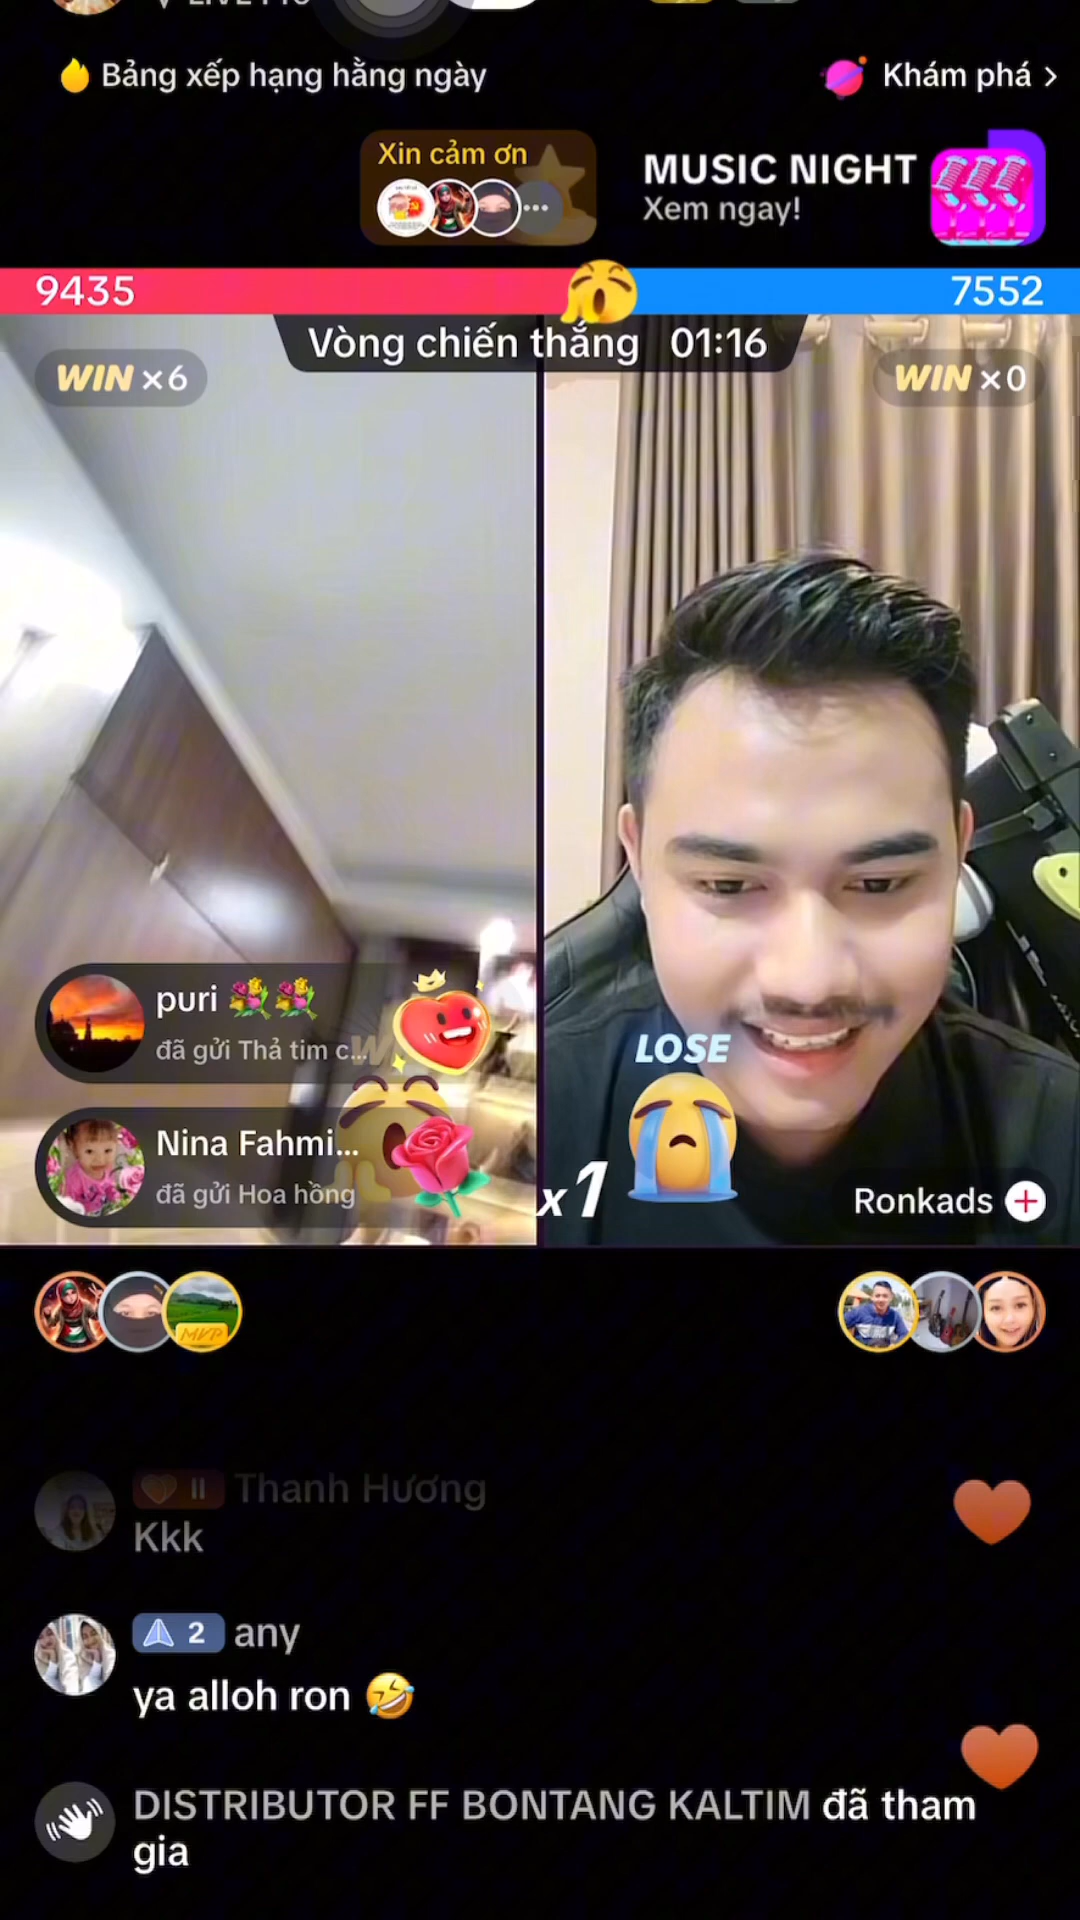 Bảng xếp hạng hằng ngày
Khám phá >
Xin cảm ơn
MUSIC NIGHT
Xem ngay!
9435
7552
Vòng chiến thắng 01:16
WIN ×6
WIN ×0
puri 💐💐
đã gửi Thả tim c...
Nina Fahmi...
đã gửi Hoa hồng
LOSE
x1
Ronkads
MVP
II Thanh Hương
Kkk
2 any
ya alloh ron 🤣
DISTRIBUTOR FF BONTANG KALTIM đã tham
gia